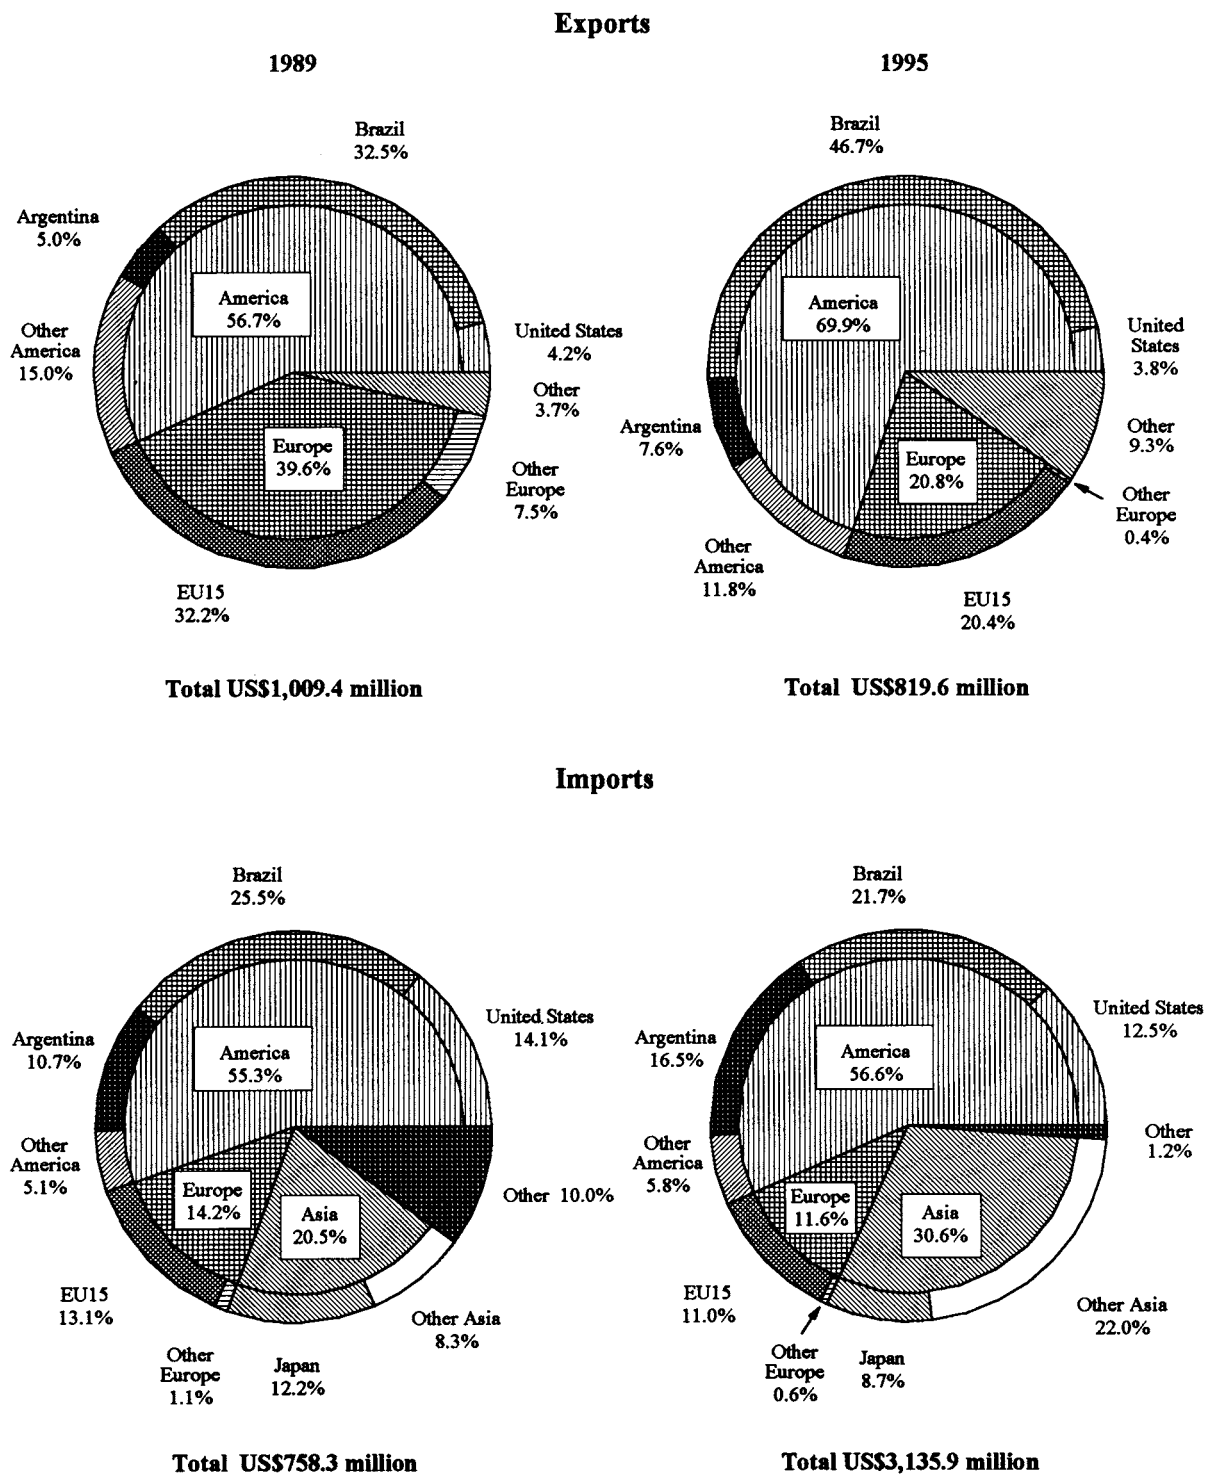 Exports
1989
1995
Brazil
32.5%
Argentina
5.0%
America
56.7%
Other
America
15.0%
United States
4.2%
Other
3.7%
Europe
39.6%
Other
Europe
7.5%
EU15
32.2%
Total US$1,009.4 million
Brazil
46.7%
America
69.9%
United
States
3.8%
Argentina
7.6%
Other
9.3%
Europe
20.8%
Other
Europe
0.4%
Other
America
11.8%
EU15
20.4%
Total US$819.6 million
Imports
Brazil
25.5%
United States
14.1%
Argentina
10.7%
America
55.3%
Other
America
5.1%
Europe
14.2%
Asia
20.5%
Other 10.0%
EU15
13.1%
Other Asia
8.3%
Other
Europe
1.1%
Japan
12.2%
Total US$758.3 million
Brazil
21.7%
United States
12.5%
Argentina
16.5%
America
56.6%
Other
1.2%
Other
America
5.8%
Europe
11.6%
Asia
30.6%
EU15
11.0%
Other Asia
22.0%
Other
Europe
0.6%
Japan
8.7%
Total US$3,135.9 million